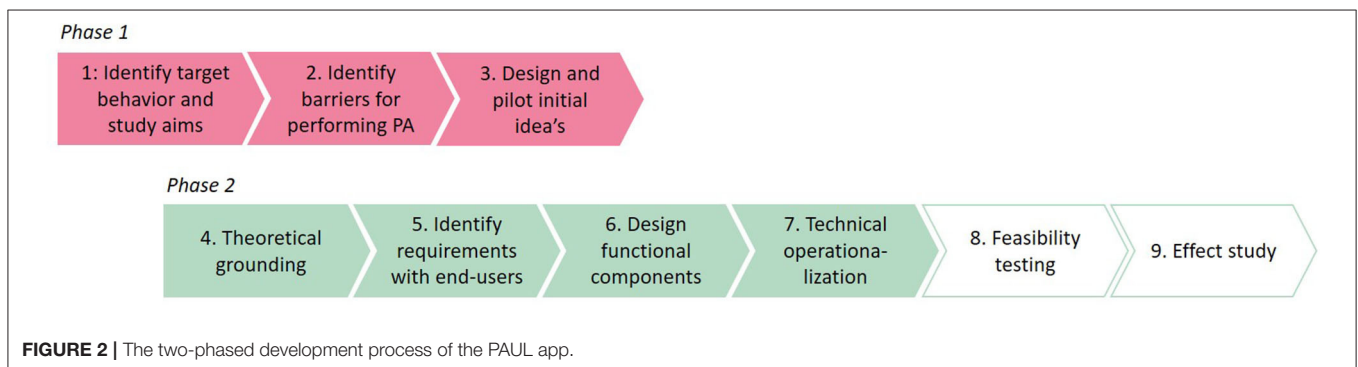 Phase 1
1: Identify target
behavior and
study aims
2. Identify
barriers for
performing PA
3. Design and
pilot initial
idea's
Phase 2
4. Theoretical
grounding
5. Identify
requirements
with end-users
6. Design
functional
components
7. Technical
operationa-
lization
8. Feasibility
testing
9. Effect study
FIGURE 2 | The two-phased development process of the PAUL app.